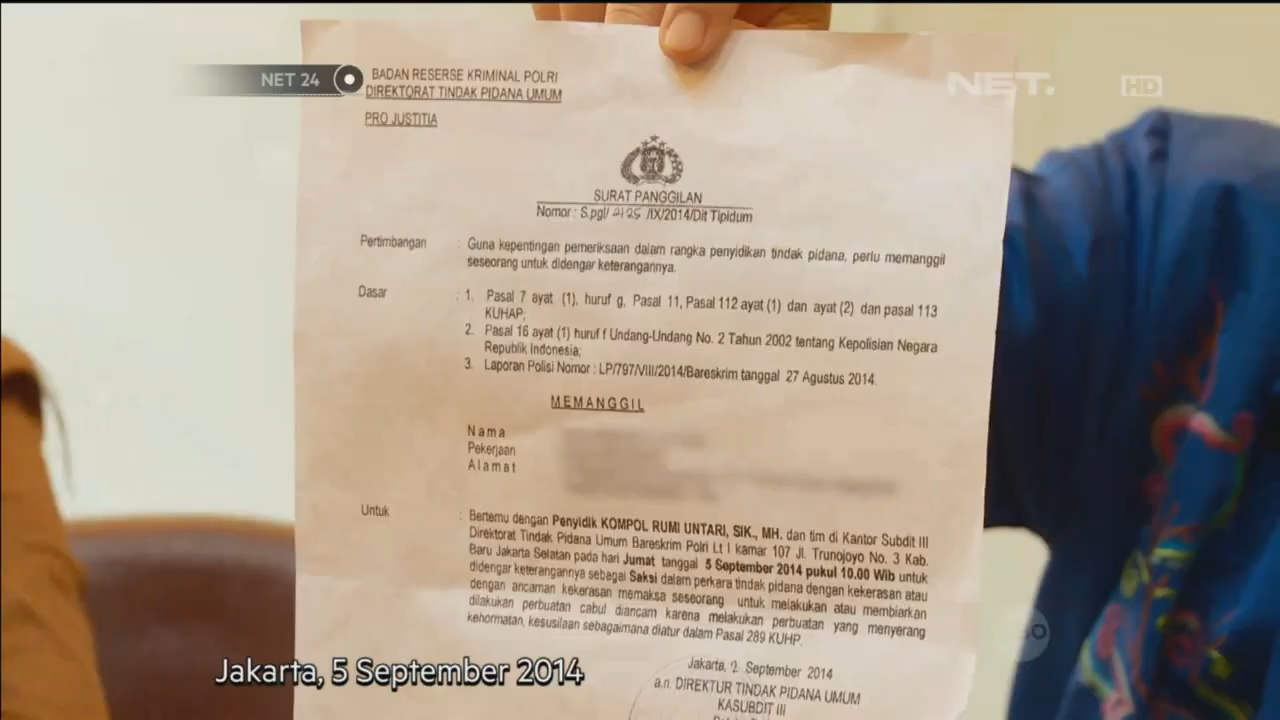 NET 24
NET.
HD
BADAN RESERSE KRIMINAL POLRI
DIREKTORAT TINDAK PIDANA UMUM
PRO JUSTITIA
SURAT PANGGILAN
Nomor : S.pgl/ /IX/2014/Dit Tipidum
Pertimbangan : Guna kepentingan pemeriksaan dalam rangka penyidikan tindak pidana, perlu memanggil
seseorang untuk didengar keterangannya.
Dasar : 1. Pasal 7 ayat (1), huruf g, Pasal 11, Pasal 112 ayat (1) dan ayat (2) dan pasal 113
KUHAP;
2. Pasal 16 ayat (1) huruf f Undang-Undang No. 2 Tahun 2002 tentang Kepolisian Negara
Republik Indonesia;
3. Laporan Polisi Nomor : LP/797/VIII/2014/Bareskrim tanggal 27 Agustus 2014.
MEMANGGIL
Nama
Pekerjaan
Alamat
Untuk : Bertemu dengan Penyidik KOMPOL RUMI UNTARI, SIK., MH. dan tim di Kantor Subdit III
Direktorat Tindak Pidana Umum Bareskrim Polri Lt I kamar 107 Jl. Trunojoyo No. 3 Kab.
Baru Jakarta Selatan pada hari Jumat tanggal 5 September 2014 pukul 10.00 Wib untuk
didengar keterangannya sebagai Saksi dalam perkara tindak pidana dengan kekerasan atau
dengan ancaman kekerasan memaksa seseorang untuk melakukan atau membiarkan
dilakukan perbuatan cabul diancam karena melakukan perbuatan yang menyerang
kehormatan, kesusilaan sebagaimana diatur dalam Pasal 289 KUHP.
Jakarta, 2 September 2014
a.n. DIREKTUR TINDAK PIDANA UMUM
KASUBDIT III
Jakarta, 5 September 2014